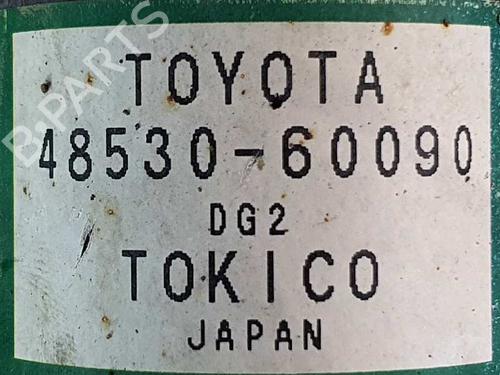 TOYOTA
48530-60090
DG2
TOKICO
JAPAN
B-PARTS